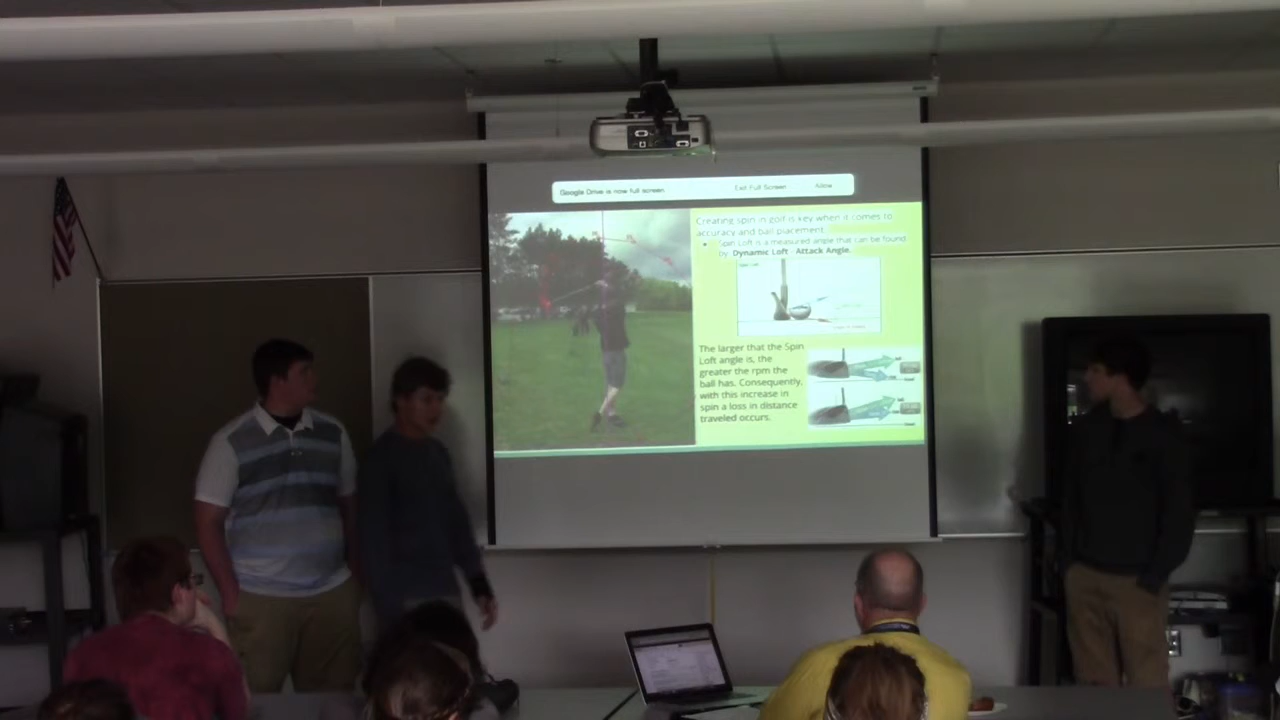 Google Drive is now full screen
Exit Full Screen
Allow
Creating spin in golf is key when it comes to
accuracy and ball placement.
Spin Loft is a measured angle that can be found
by: Dynamic Loft - Attack Angle.
The larger that the Spin
Loft angle is, the
greater the rpm the
ball has. Consequently,
with this increase in
spin a loss in distance
traveled occurs.